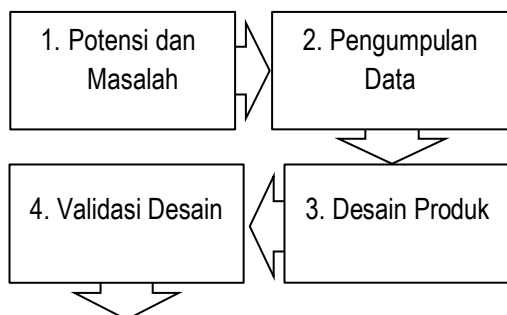 1. Potensi dan
Masalah
2. Pengumpulan
Data
3. Desain Produk
4. Validasi Desain